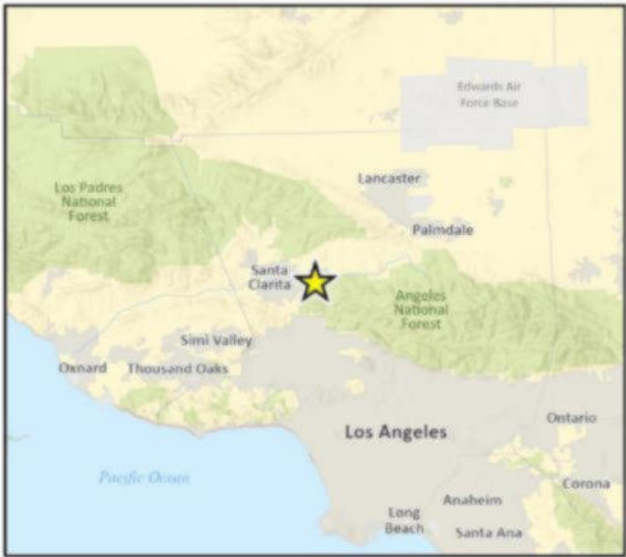 Edwards Air
Force Base
Lancaster
Los Padres
National
Forest
Palmdale
Santa
Clarita
Angeles
National
Forest
Simi Valley
Oxnard
Thousand Oaks
Ontario
Los Angeles
Pacific Ocean
Corona
Anaheim
Long
Beach
Santa Ana